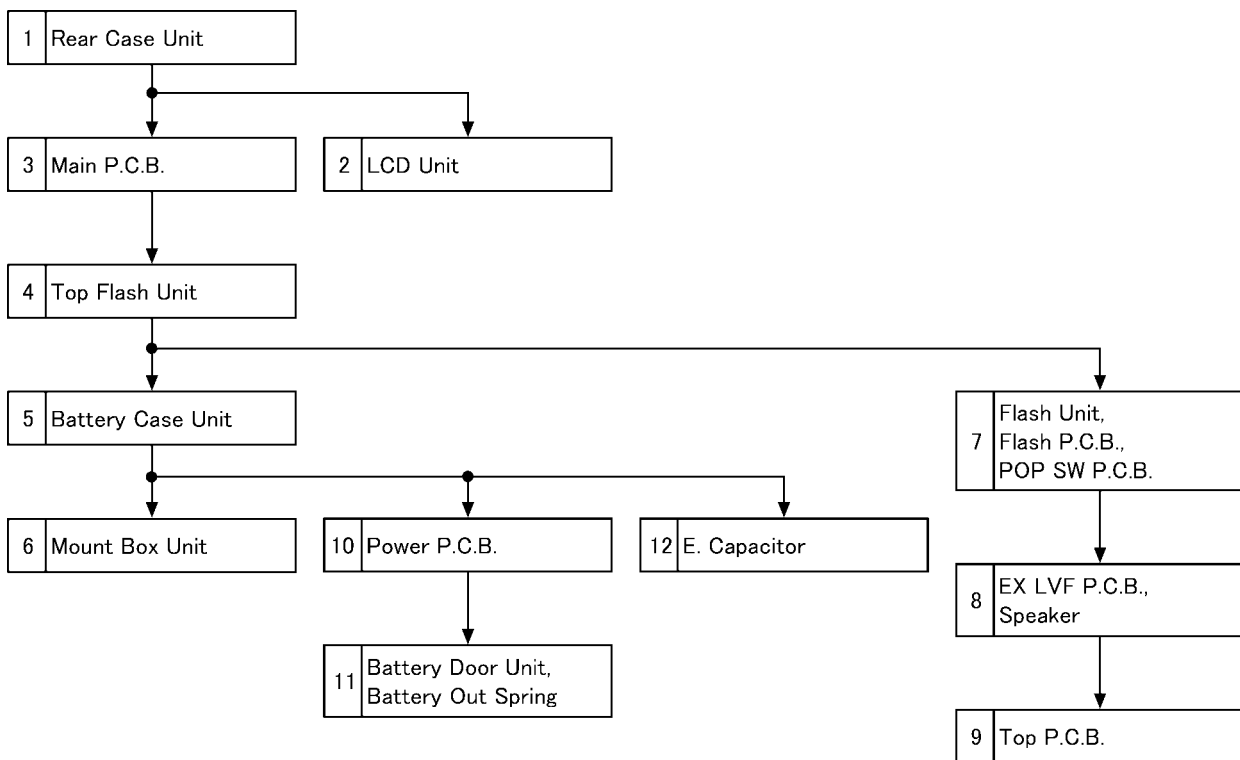 1 Rear Case Unit
3 Main P.C.B.
2 LCD Unit
4 Top Flash Unit
5 Battery Case Unit
7 Flash Unit,
Flash P.C.B.,
POP SW P.C.B.
6 Mount Box Unit
10 Power P.C.B.
12 E. Capacitor
8 EX LVF P.C.B.,
Speaker
11 Battery Door Unit,
Battery Out Spring
9 Top P.C.B.